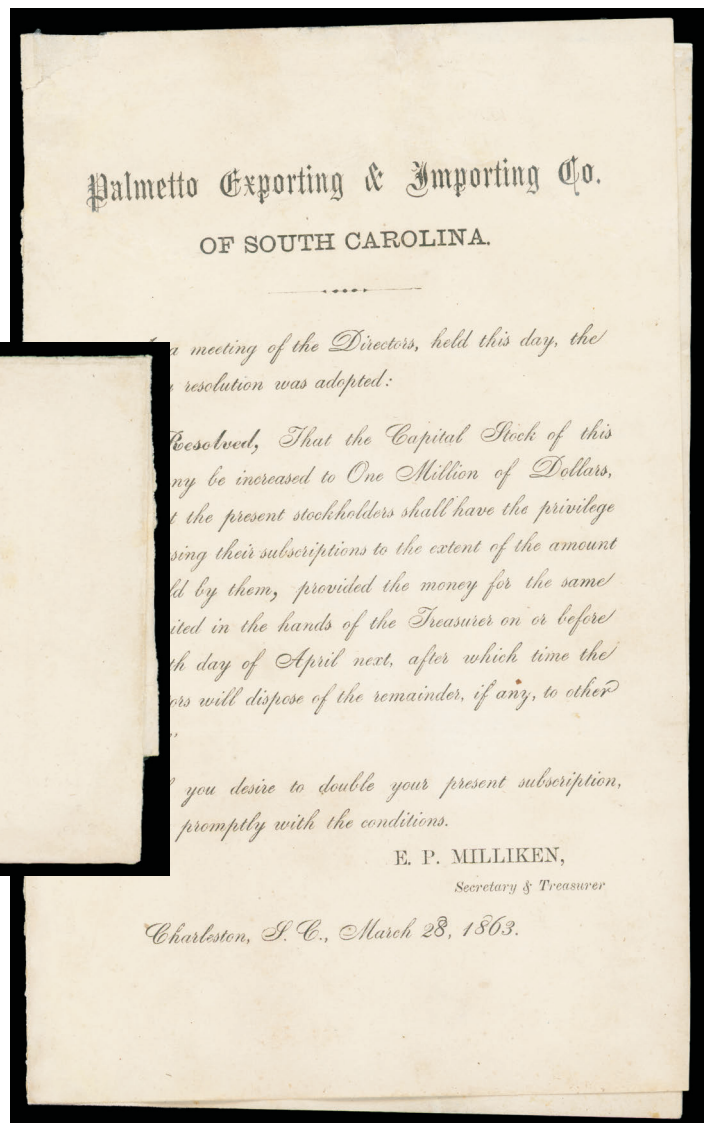 Palmetto Exporting & Importing Co.
OF SOUTH CAROLINA.
a meeting of the Directors, held this day, the
resolution was adopted:
Resolved, That the Capital Stock of this
ny be increased to One Million of Dollars,
t the present stockholders shall have the privilege
sing their subscriptions to the extent of the amount
ld by them, provided the money for the same
ited in the hands of the Treasurer on or before
th day of April next, after which time the
ors will dispose of the remainder, if any, to other
"
you desire to double your present subscription,
promptly with the conditions.
E. P. MILLIKEN,
Secretary & Treasurer
Charleston, S. C., March 28, 1863.